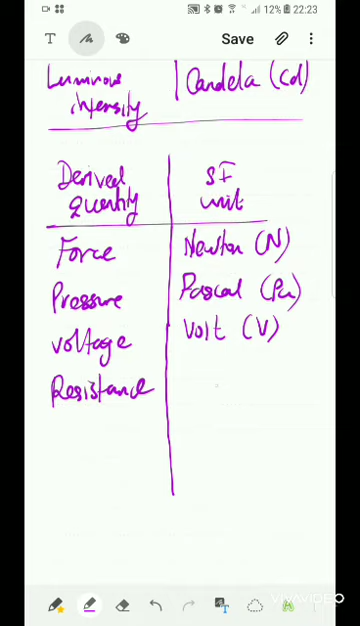 12% 22:23
T Save
Luminous | Candela (Cd)
intensity
Derived SI
quantity unit
Force Newton (N)
Pressure Pascal (Pa)
Voltage Volt (V)
Resistance
VIVAVIDEO